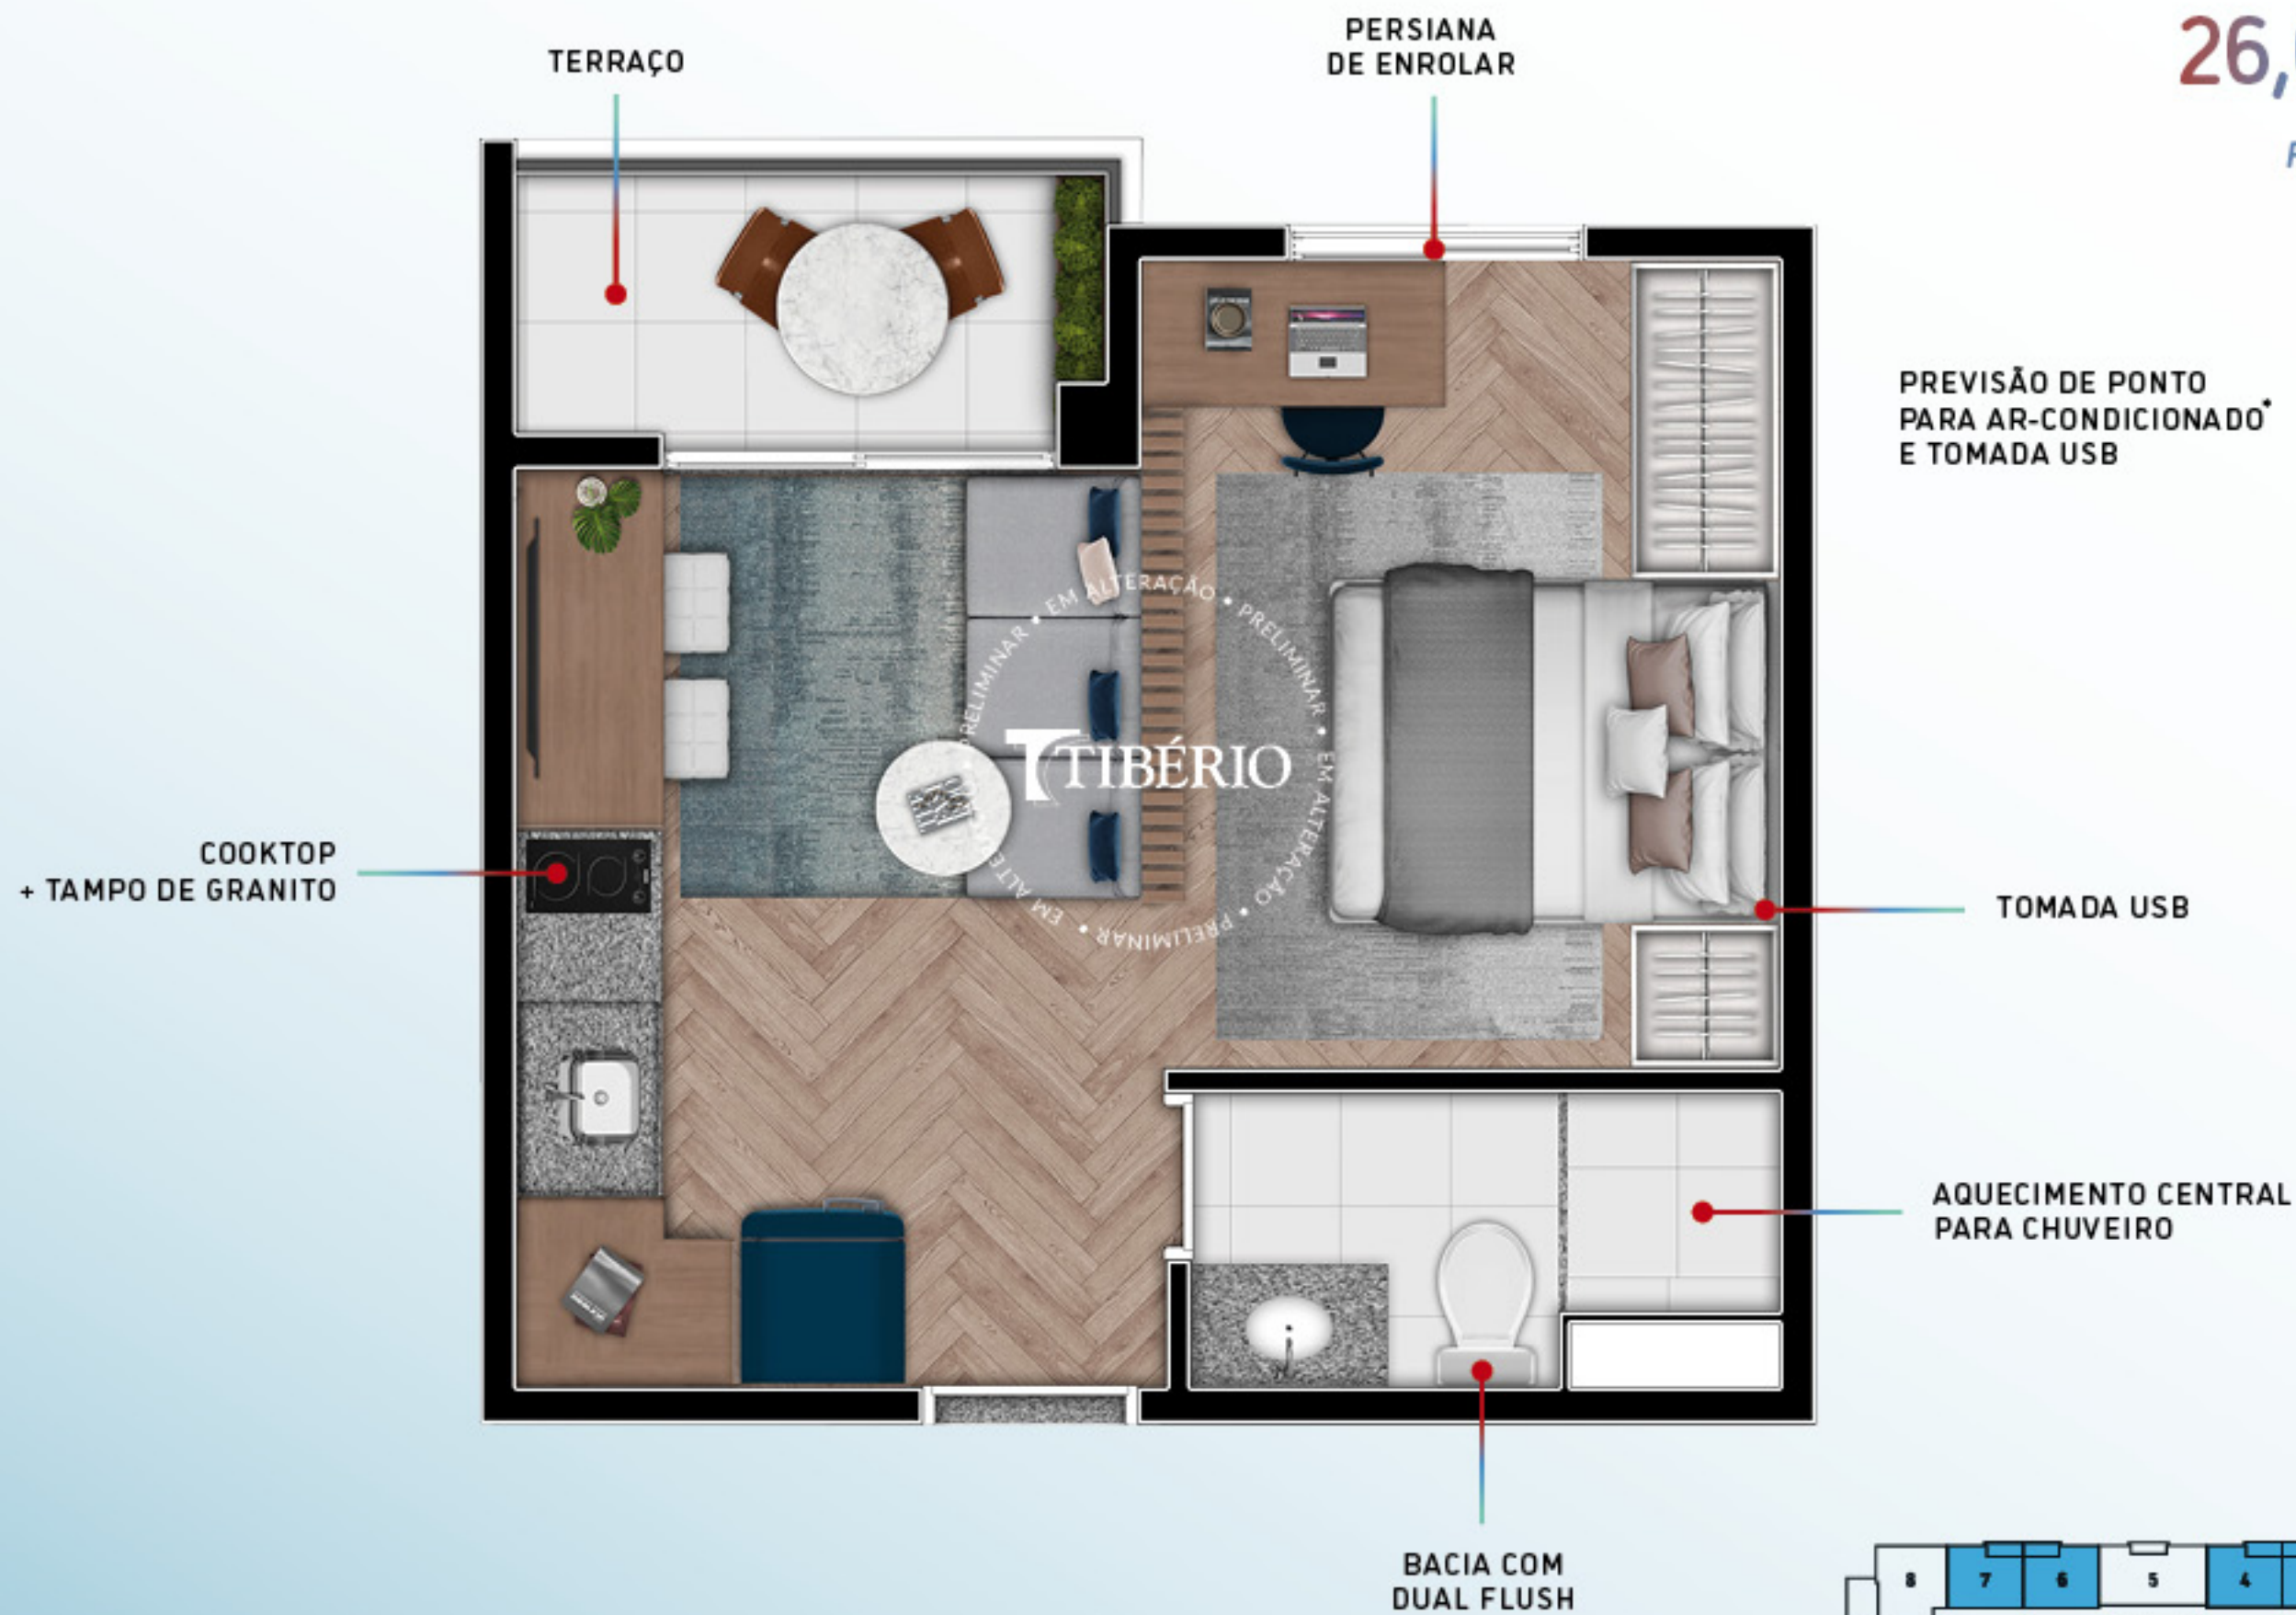 TERRAÇO
PERSIANA
DE ENROLAR
26,
PREVISÃO DE PONTO
PARA AR-CONDICIONADO*
E TOMADA USB
COOKTOP
+ TAMPO DE GRANITO
EM ALTERAÇÃO • PRELIMINAR • EM ALTERAÇÃO • PRELIMINAR • EM ALTE • PRELIMINAR •
TIBÉRIO
TOMADA USB
AQUECIMENTO CENTRAL
PARA CHUVEIRO
BACIA COM
DUAL FLUSH
8 7 6 5 4